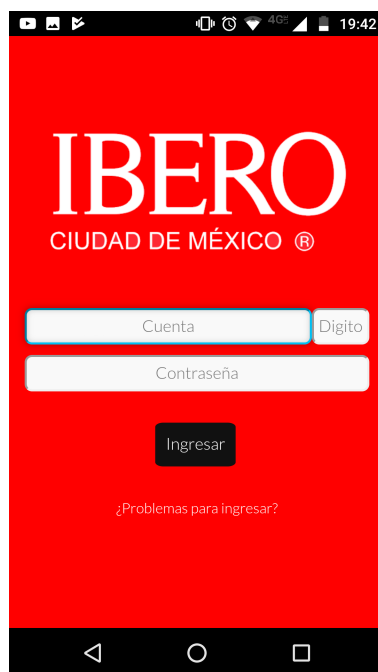 4G 19:42
IBERO
CIUDAD DE MÉXICO ®
Cuenta Digito
Contraseña
Ingresar
¿Problemas para ingresar?